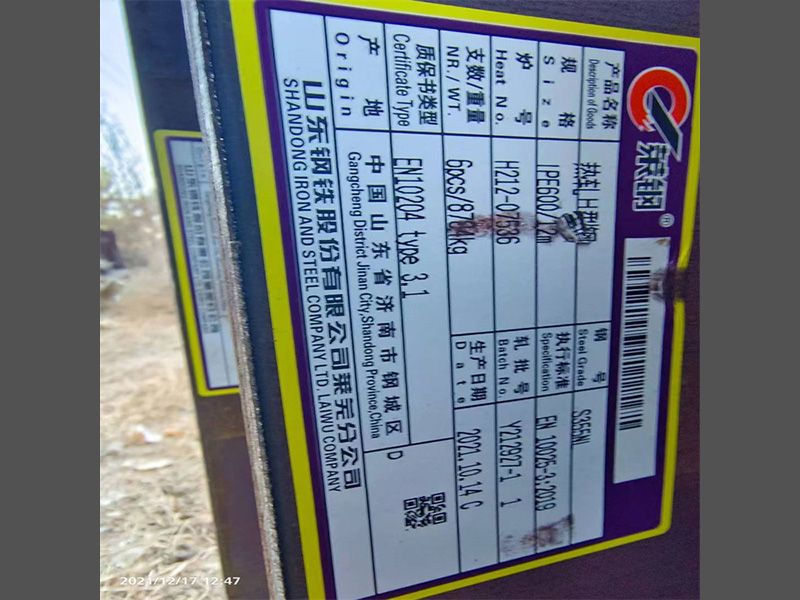 莱钢®
产品名称 热轧H型钢 钢 号 S355NL
Description of Goods Steel Grade
规 格 IPE600/12m 执行标准 EN 10025-3:2019
Size Specification
炉 号 H212-07536 轧 批 号 Y212927-1 1
Heat No. Batch No.
支数/重量 6pcs/ 生产日期 2021.10.14 C
NR./WT. Date
质保书类型 EN10204 type 3.1
Certificate Type
产 地 中国山东省济南市钢城区 D
Origin Gangcheng District Jinan City,Shandong Province,China
山东钢铁股份有限公司莱芜分公司
SHANDONG IRON AND STEEL COMPANY LTD. LAIWU COMPANY
2021/12/17 12:47